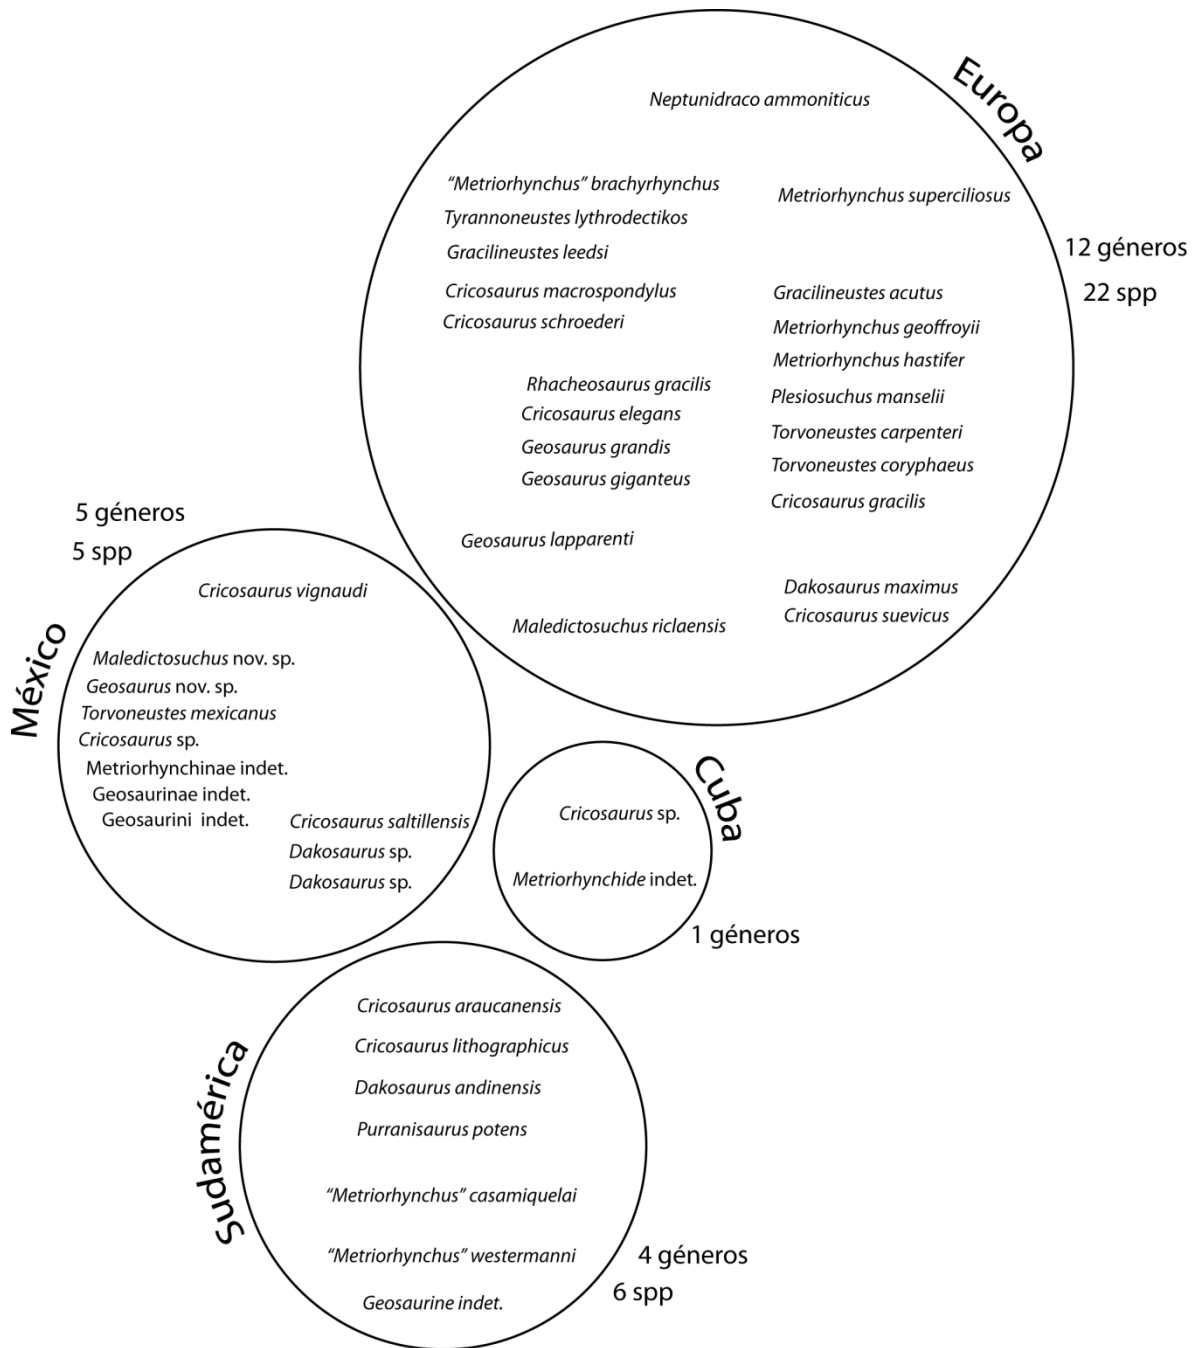 Europa
Neptunidraco ammoniticus
“Metriorhynchus” brachyrhynchus
Metriorhynchus superciliosus
Tyrannoneustes lythrodectikos
Gracilineustes leedsi
12 géneros
22 spp
Cricosaurus macrospondylus
Cricosaurus schroederi
Gracilineustes acutus
Metriorhynchus geoffroyii
Metriorhynchus hastifer
Plesiosuchus manselii
Torvoneustes carpenteri
Torvoneustes coryphaeus
Cricosaurus gracilis
Rhacheosaurus gracilis
Cricosaurus elegans
Geosaurus grandis
Geosaurus giganteus
Geosaurus lapparenti
Dakosaurus maximus
Cricosaurus suevicus
Maledictosuchus riclaensis
5 géneros
5 spp
México
Cricosaurus vignaudi
Maledictosuchus nov. sp.
Geosaurus nov. sp.
Torvoneustes mexicanus
Cricosaurus sp.
Metriorhynchinae indet.
Geosaurinae indet.
Geosaurini indet.
Cricosaurus saltillensis
Dakosaurus sp.
Dakosaurus sp.
Cuba
Cricosaurus sp.
Metriorhynchide indet.
1 géneros
Sudamérica
Cricosaurus araucanensis
Cricosaurus lithographicus
Dakosaurus andinensis
Purranisaurus potens
“Metriorhynchus” casamiquelai
“Metriorhynchus” westermanni
Geosaurine indet.
4 géneros
6 spp